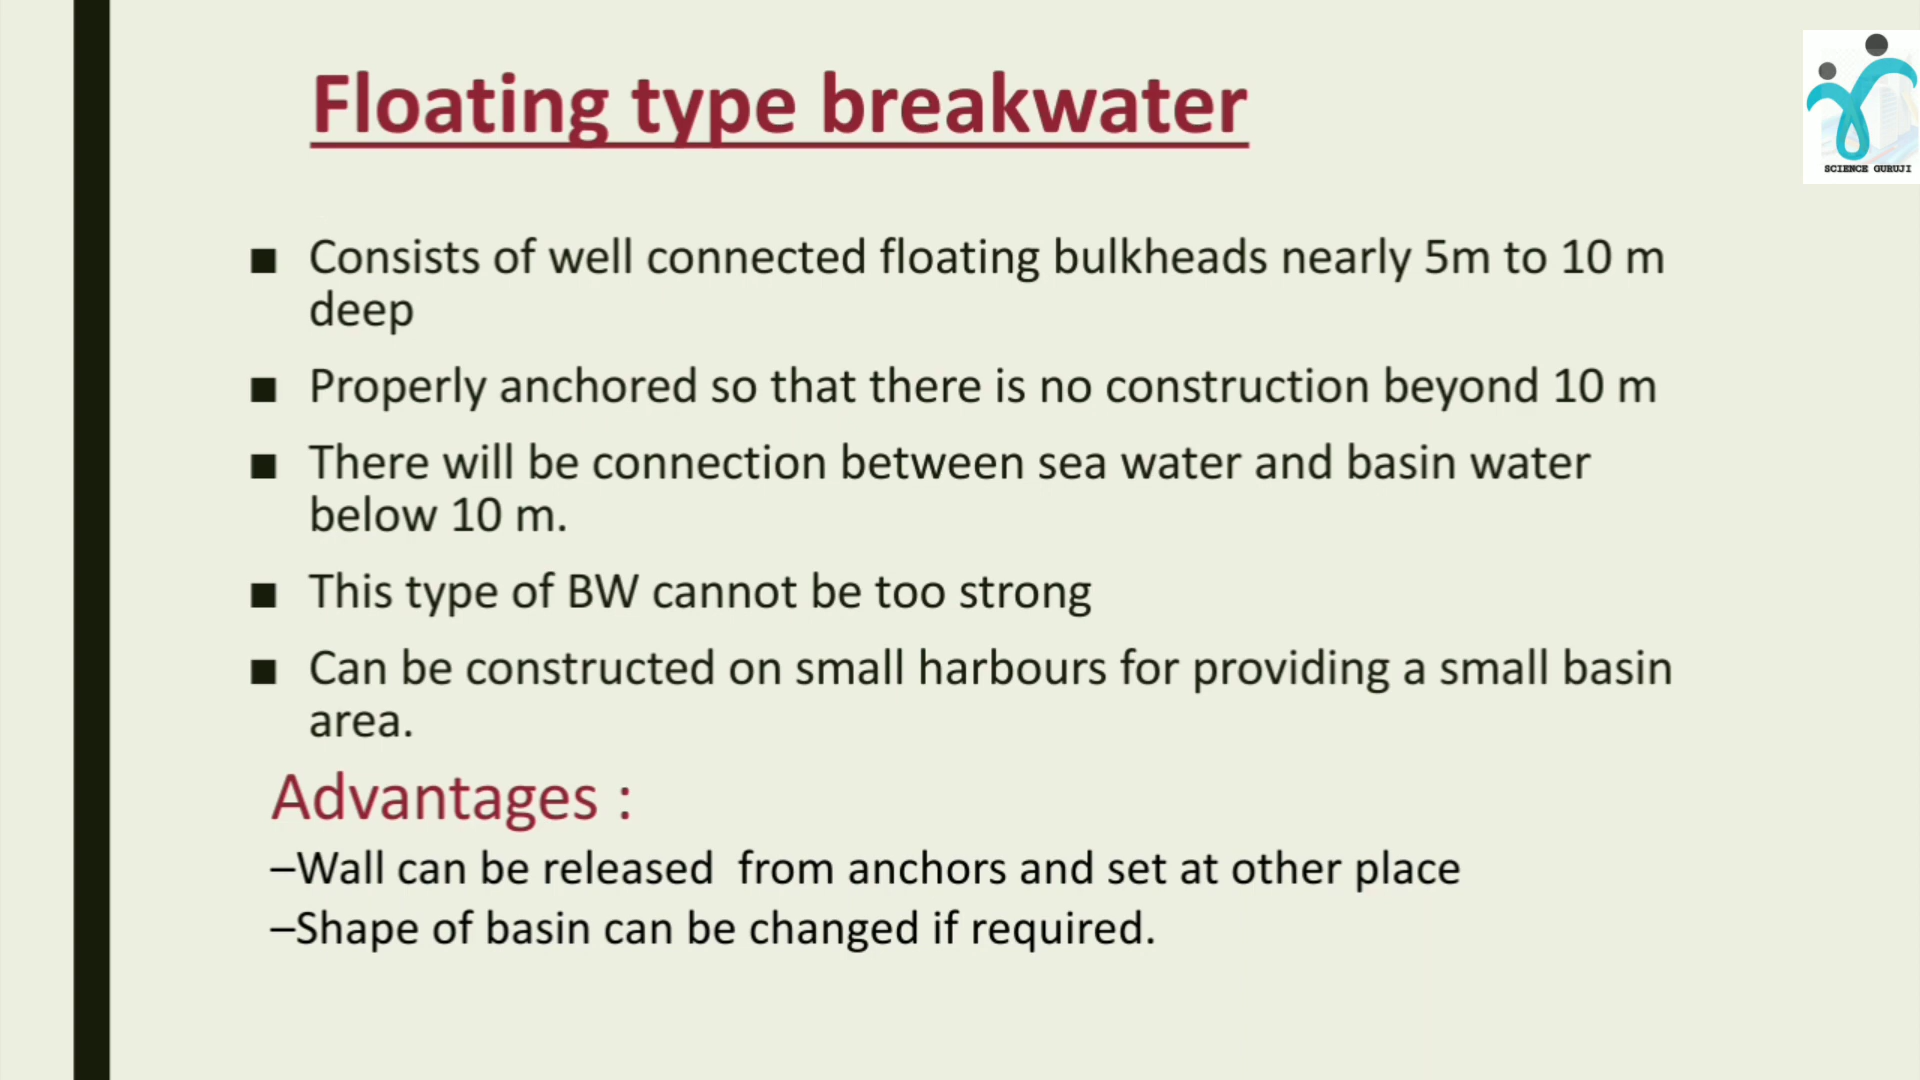 Floating type breakwater
SCIENCE GURUJI
■ Consists of well connected floating bulkheads nearly 5m to 10 m
deep
■ Properly anchored so that there is no construction beyond 10 m
■ There will be connection between sea water and basin water
below 10 m.
■ This type of BW cannot be too strong
■ Can be constructed on small harbours for providing a small basin
area.
Advantages :
–Wall can be released  from anchors and set at other place
–Shape of basin can be changed if required.